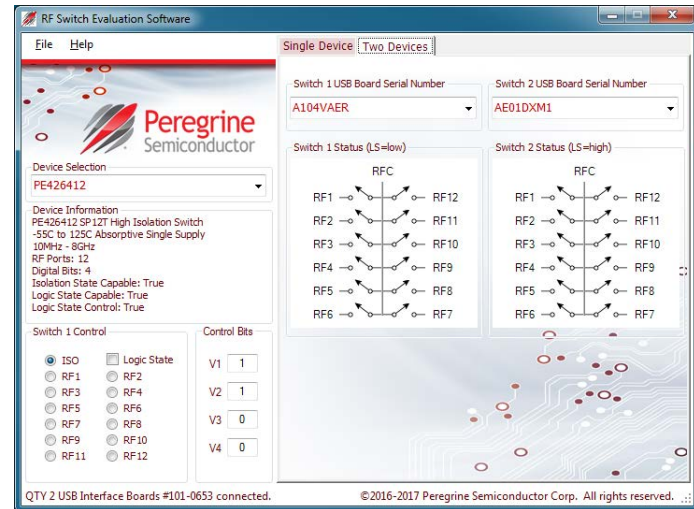 RF Switch Evaluation Software
File Help
Peregrine
Semiconductor
Device Selection
PE426412
Device Information
PE426412 SP12T High Isolation Switch
-55C to 125C Absorptive Single Supply
10MHz - 8GHz
RF Ports: 12
Digital Bits: 4
Isolation State Capable: True
Logic State Capable: True
Logic State Control: True
Switch 1 Control
ISO Logic State
RF1 RF2
RF3 RF4
RF5 RF6
RF7 RF8
RF9 RF10
RF11 RF12
Control Bits
V1 1
V2 1
V3 0
V4 0
Single Device Two Devices
Switch 1 USB Board Serial Number
A104VAER
Switch 1 Status (LS=low)
RFC
RF1 RF12
RF2 RF11
RF3 RF10
RF4 RF9
RF5 RF8
RF6 RF7
Switch 2 USB Board Serial Number
AE01DXM1
Switch 2 Status (LS=high)
RFC
RF1 RF12
RF2 RF11
RF3 RF10
RF4 RF9
RF5 RF8
RF6 RF7
QTY 2 USB Interface Boards #101-0653 connected.
©2016-2017 Peregrine Semiconductor Corp. All rights reserved.